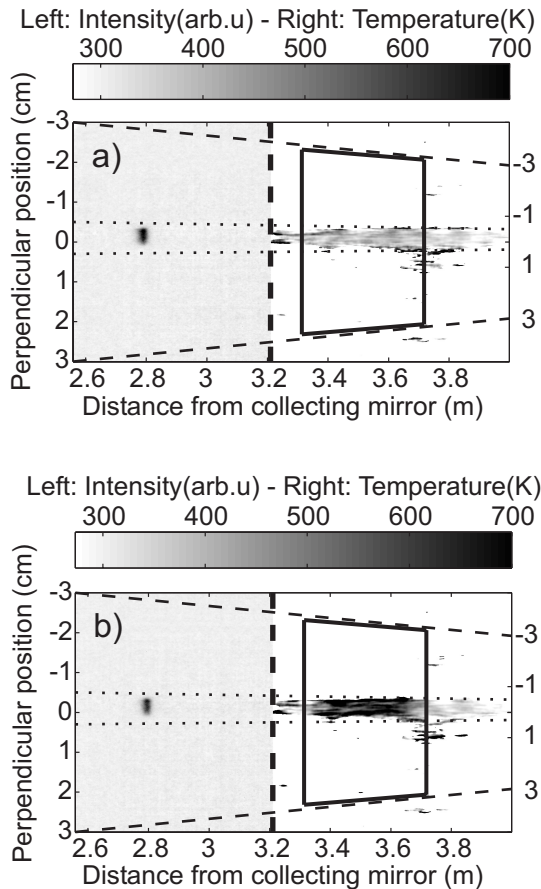 Left: Intensity(arb.u) - Right: Temperature(K)
300 400 500 600 700
Perpendicular position (cm)
a)
-3
-2
-1
0
1
2
3
-3
-1
1
3
2.6 2.8 3 3.2 3.4 3.6 3.8
Distance from collecting mirror (m)
Left: Intensity(arb.u) - Right: Temperature(K)
300 400 500 600 700
Perpendicular position (cm)
b)
-3
-2
-1
0
1
2
3
-3
-1
1
3
2.6 2.8 3 3.2 3.4 3.6 3.8
Distance from collecting mirror (m)